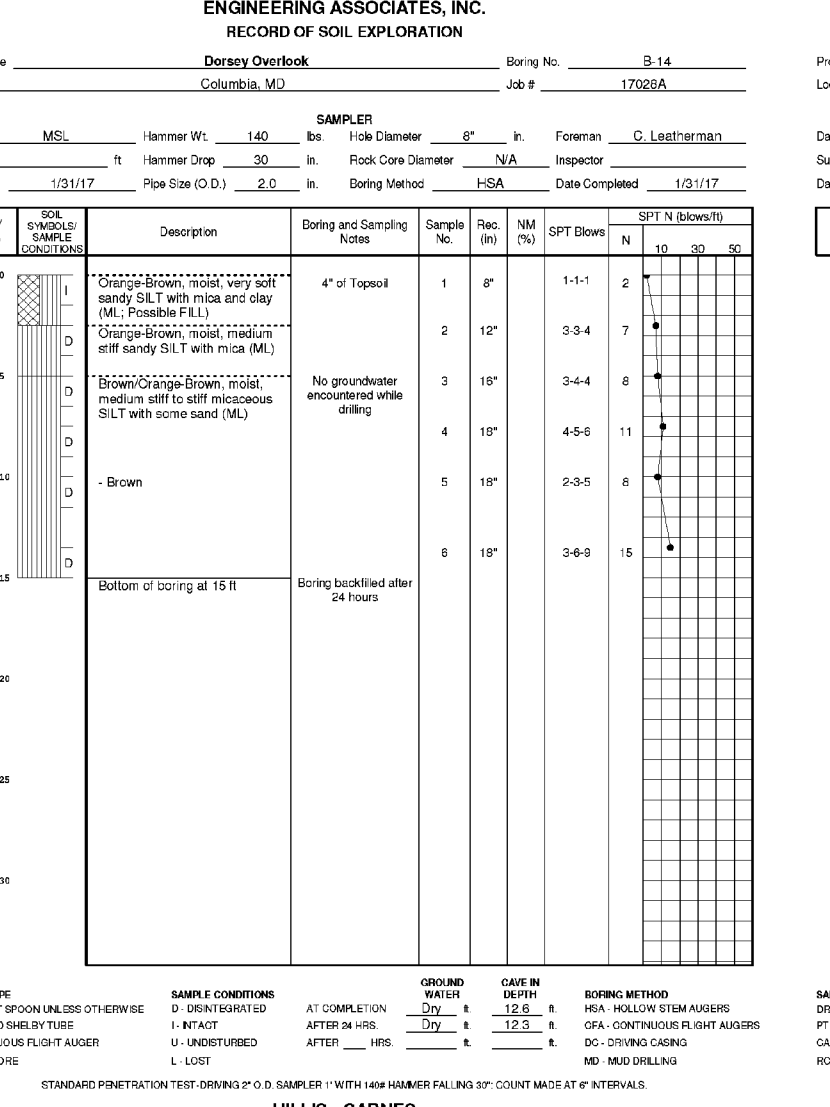 ENGINEERING ASSOCIATES, INC.
RECORD OF SOIL EXPLORATION
Dorsey Overlook Boring No. B-14
Columbia, MD Job # 17028A
SAMPLER
MSL Hammer Wt. 140 lbs. Hole Diameter 8" in. Foreman C. Leatherman
ft Hammer Drop 30 in. Rock Core Diameter N/A Inspector
1/31/17 Pipe Size (O.D.) 2.0 in. Boring Method HSA Date Completed 1/31/17
SOIL SYMBOLS/ SAMPLE CONDITIONS Description Boring and Sampling Notes Sample No. Rec. (in) NM (%) SPT Blows SPT N (blows/ft)
N 10 30 50
0
I Orange-Brown, moist, very soft 4" of Topsoil 1 8" 1-1-1 2
sandy SILT with mica and clay
(ML; Possible FILL)
D Orange-Brown, moist, medium 2 12" 3-3-4 7
stiff sandy SILT with mica (ML)
5
D Brown/Orange-Brown, moist, No groundwater 3 16" 3-4-4 8
medium stiff to stiff micaceous encountered while
SILT with some sand (ML) drilling
D 4 18" 4-5-6 11
10
D - Brown 5 18" 2-3-5 8
D 6 18" 3-6-9 15
15
Bottom of boring at 15 ft Boring backfilled after
24 hours
20
25
30
GROUND WATER CAVE IN DEPTH
SAMPLE CONDITIONS BORING METHOD
SPOON UNLESS OTHERWISE D - DISINTEGRATED AT COMPLETION Dry ft. 12.6 ft. HSA - HOLLOW STEM AUGERS
SHELBY TUBE I - INTACT AFTER 24 HRS. Dry ft. 12.3 ft. CFA - CONTINUOUS FLIGHT AUGERS
FLIGHT AUGER U - UNDISTURBED AFTER HRS. ft. ft. DC - DRIVING CASING
L - LOST MD - MUD DRILLING
STANDARD PENETRATION TEST-DRIVING 2" O.D. SAMPLER 1' WITH 140# HAMMER FALLING 30": COUNT MADE AT 6" INTERVALS.